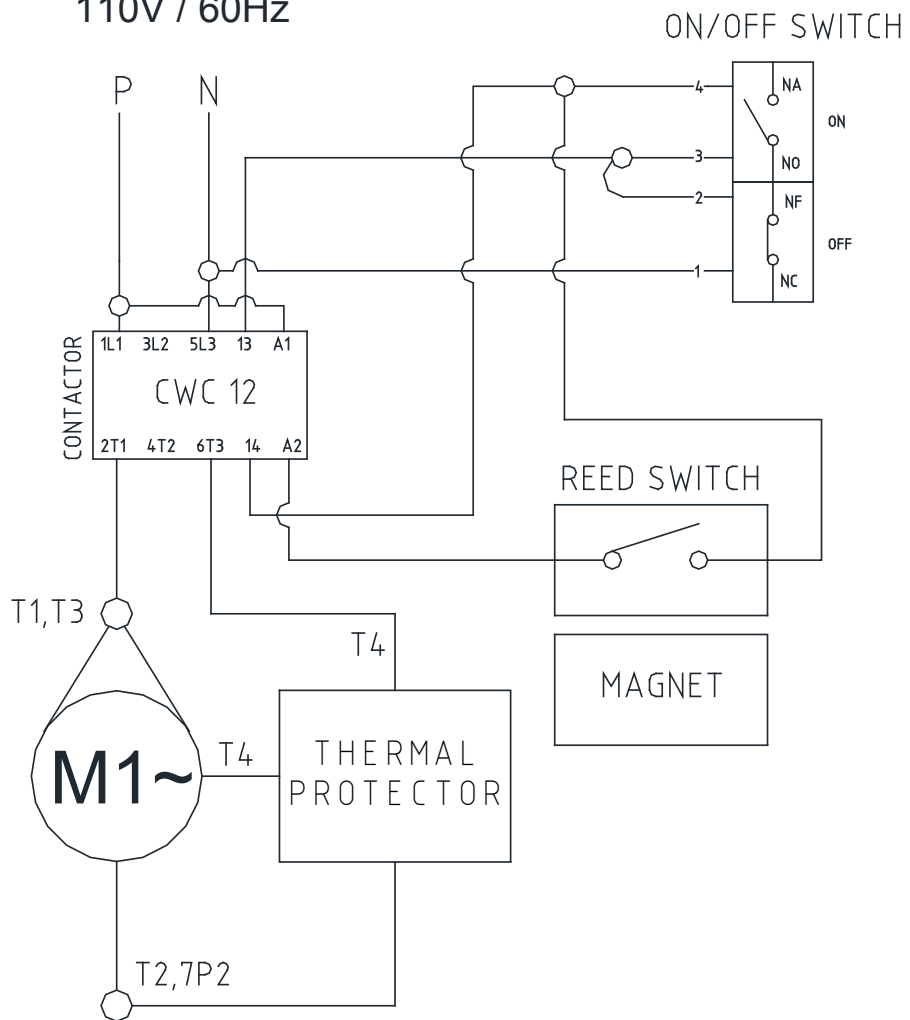 110V / 60Hz
ON/OFF SWITCH
P
N
4
NA
ON
3
NO
2
NF
OFF
1
NC
CONTACTOR
1L1 3L2 5L3 13 A1
CWC 12
2T1 4T2 6T3 14 A2
REED SWITCH
T1,T3
T4
MAGNET
M1~
T4
THERMAL
PROTECTOR
T2,7P2